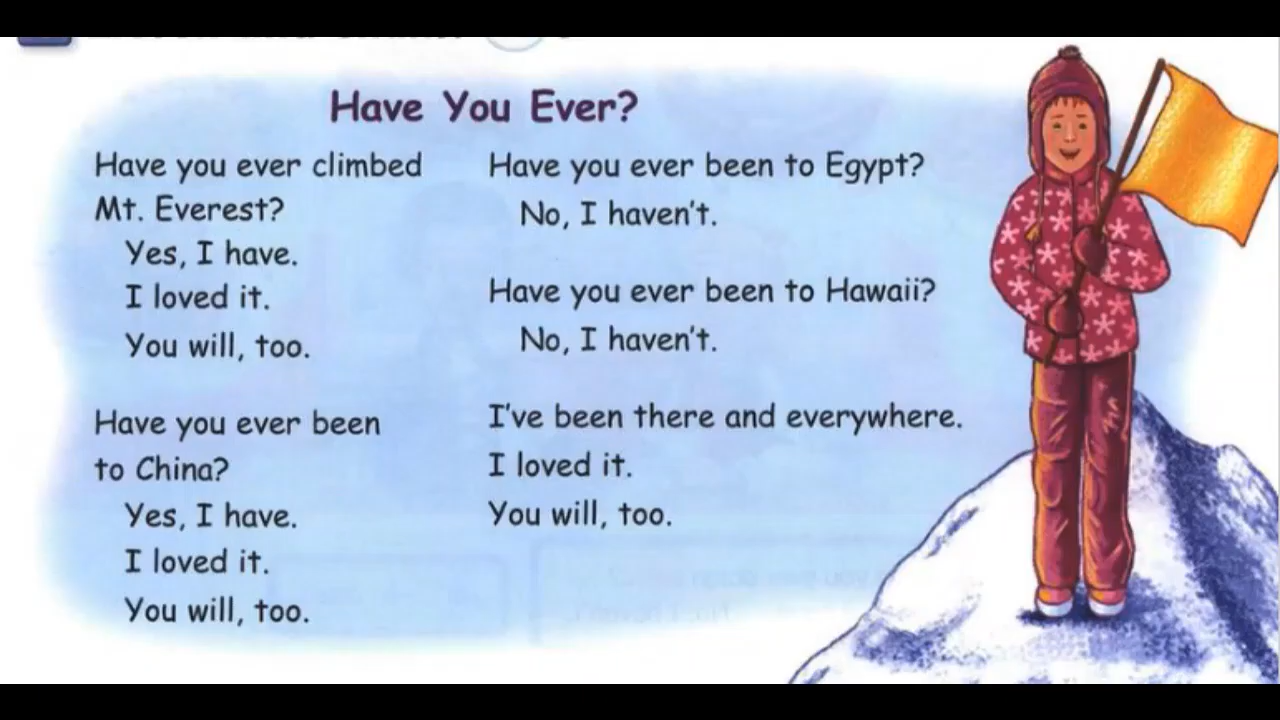 Have You Ever?
Have you ever climbed
Mt. Everest?
Yes, I have.
I loved it.
You will, too.
Have you ever been
to China?
Yes, I have.
I loved it.
You will, too.
Have you ever been to Egypt?
No, I haven't.
Have you ever been to Hawaii?
No, I haven't.
I've been there and everywhere.
I loved it.
You will, too.